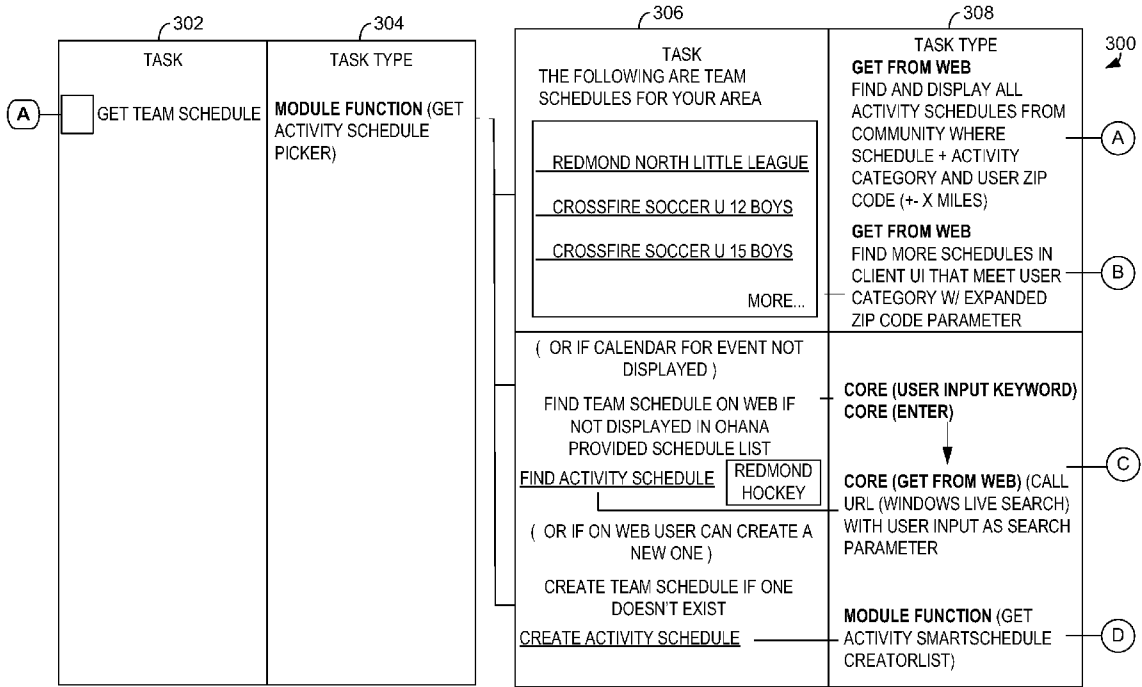 302
304
306
308
300
TASK
TASK TYPE
A
GET TEAM SCHEDULE
MODULE FUNCTION (GET
ACTIVITY SCHEDULE
PICKER)
TASK
THE FOLLOWING ARE TEAM
SCHEDULES FOR YOUR AREA
REDMOND NORTH LITTLE LEAGUE
CROSSFIRE SOCCER U 12 BOYS
CROSSFIRE SOCCER U 15 BOYS
MORE...
TASK TYPE
GET FROM WEB
FIND AND DISPLAY ALL
ACTIVITY SCHEDULES FROM
COMMUNITY WHERE
SCHEDULE + ACTIVITY
CATEGORY AND USER ZIP
CODE (+- X MILES)
A
GET FROM WEB
FIND MORE SCHEDULES IN
CLIENT UI THAT MEET USER
CATEGORY W/ EXPANDED
ZIP CODE PARAMETER
B
( OR IF CALENDAR FOR EVENT NOT
DISPLAYED )
FIND TEAM SCHEDULE ON WEB IF
NOT DISPLAYED IN OHANA
PROVIDED SCHEDULE LIST
FIND ACTIVITY SCHEDULE
REDMOND
HOCKEY
CORE (USER INPUT KEYWORD)
CORE (ENTER)
CORE (GET FROM WEB) (CALL
URL (WINDOWS LIVE SEARCH)
WITH USER INPUT AS SEARCH
PARAMETER
C
( OR IF ON WEB USER CAN CREATE A
NEW ONE )
CREATE TEAM SCHEDULE IF ONE
DOESN'T EXIST
CREATE ACTIVITY SCHEDULE
MODULE FUNCTION (GET
ACTIVITY SMARTSCHEDULE
CREATORLIST)
D